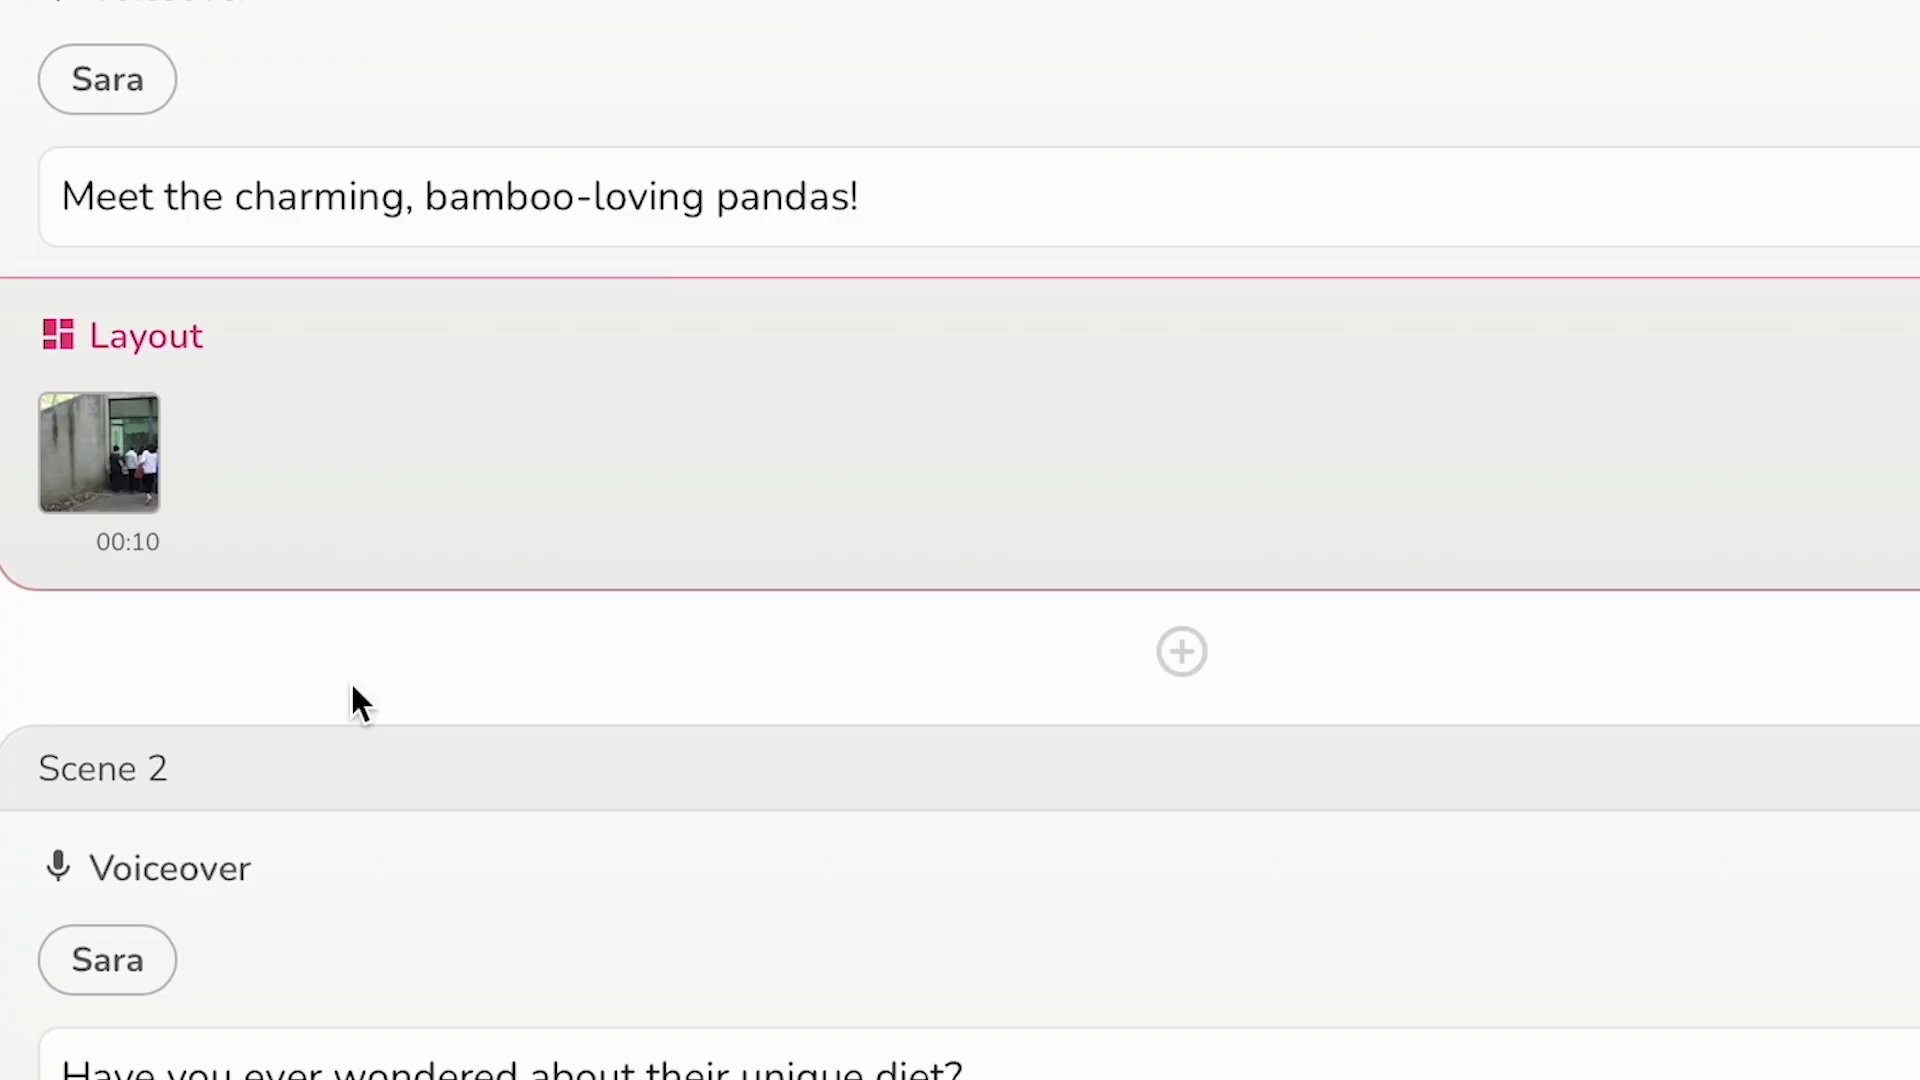 Sara
Meet the charming, bamboo-loving pandas!
Layout
00:10
Scene 2
Voiceover
Sara
Have you ever wondered about their unique diet?